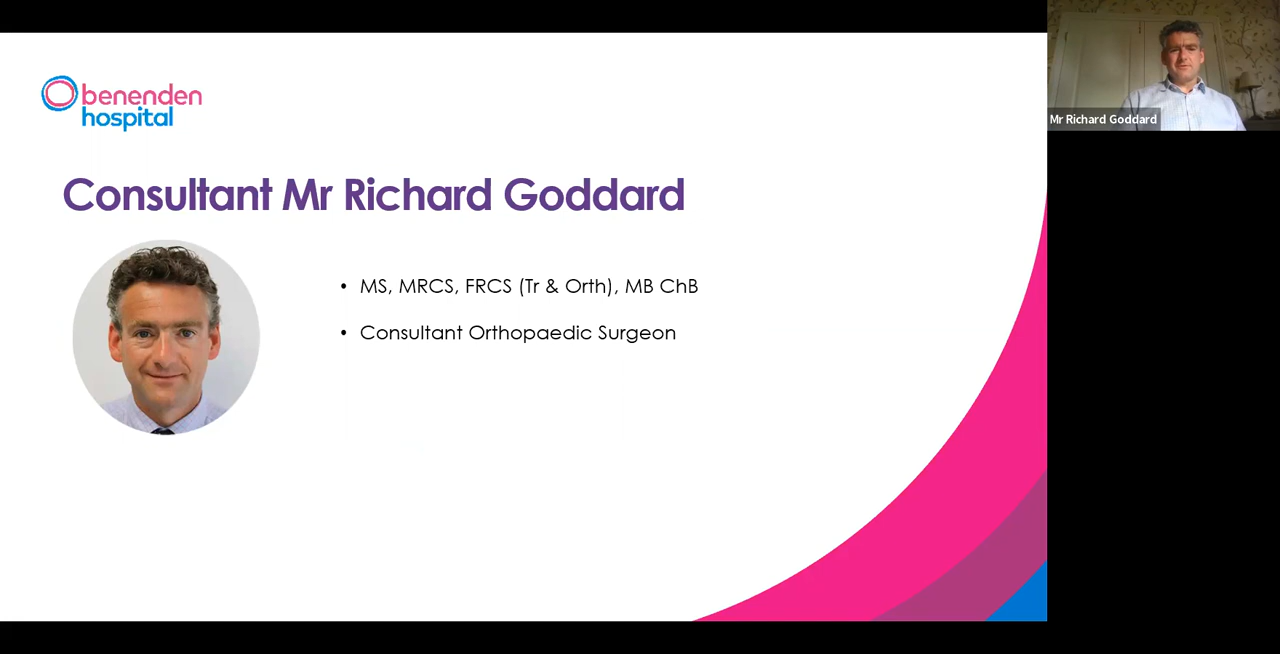 benenden
hospital
Mr Richard Goddard
Consultant Mr Richard Goddard
• MS, MRCS, FRCS (Tr & Orth), MB ChB
• Consultant Orthopaedic Surgeon